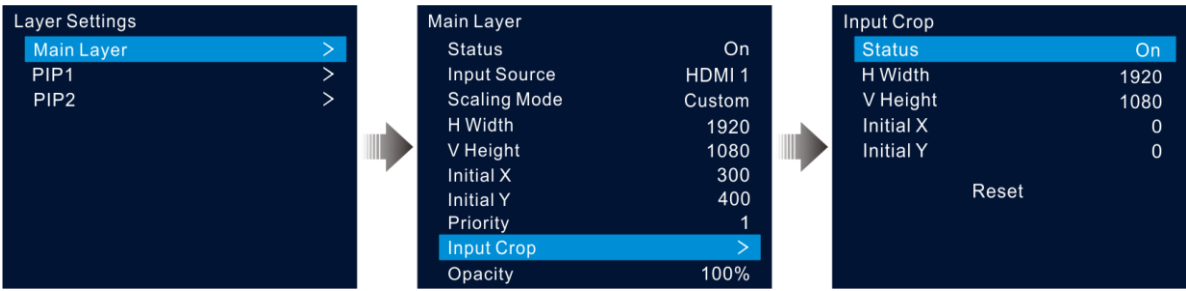 Layer Settings
Main Layer >
PIP1 >
PIP2 >
Main Layer
Status On
Input Source HDMI 1
Scaling Mode Custom
H Width 1920
V Height 1080
Initial X 300
Initial Y 400
Priority 1
Input Crop >
Opacity 100%
Input Crop
Status On
H Width 1920
V Height 1080
Initial X 0
Initial Y 0
Reset